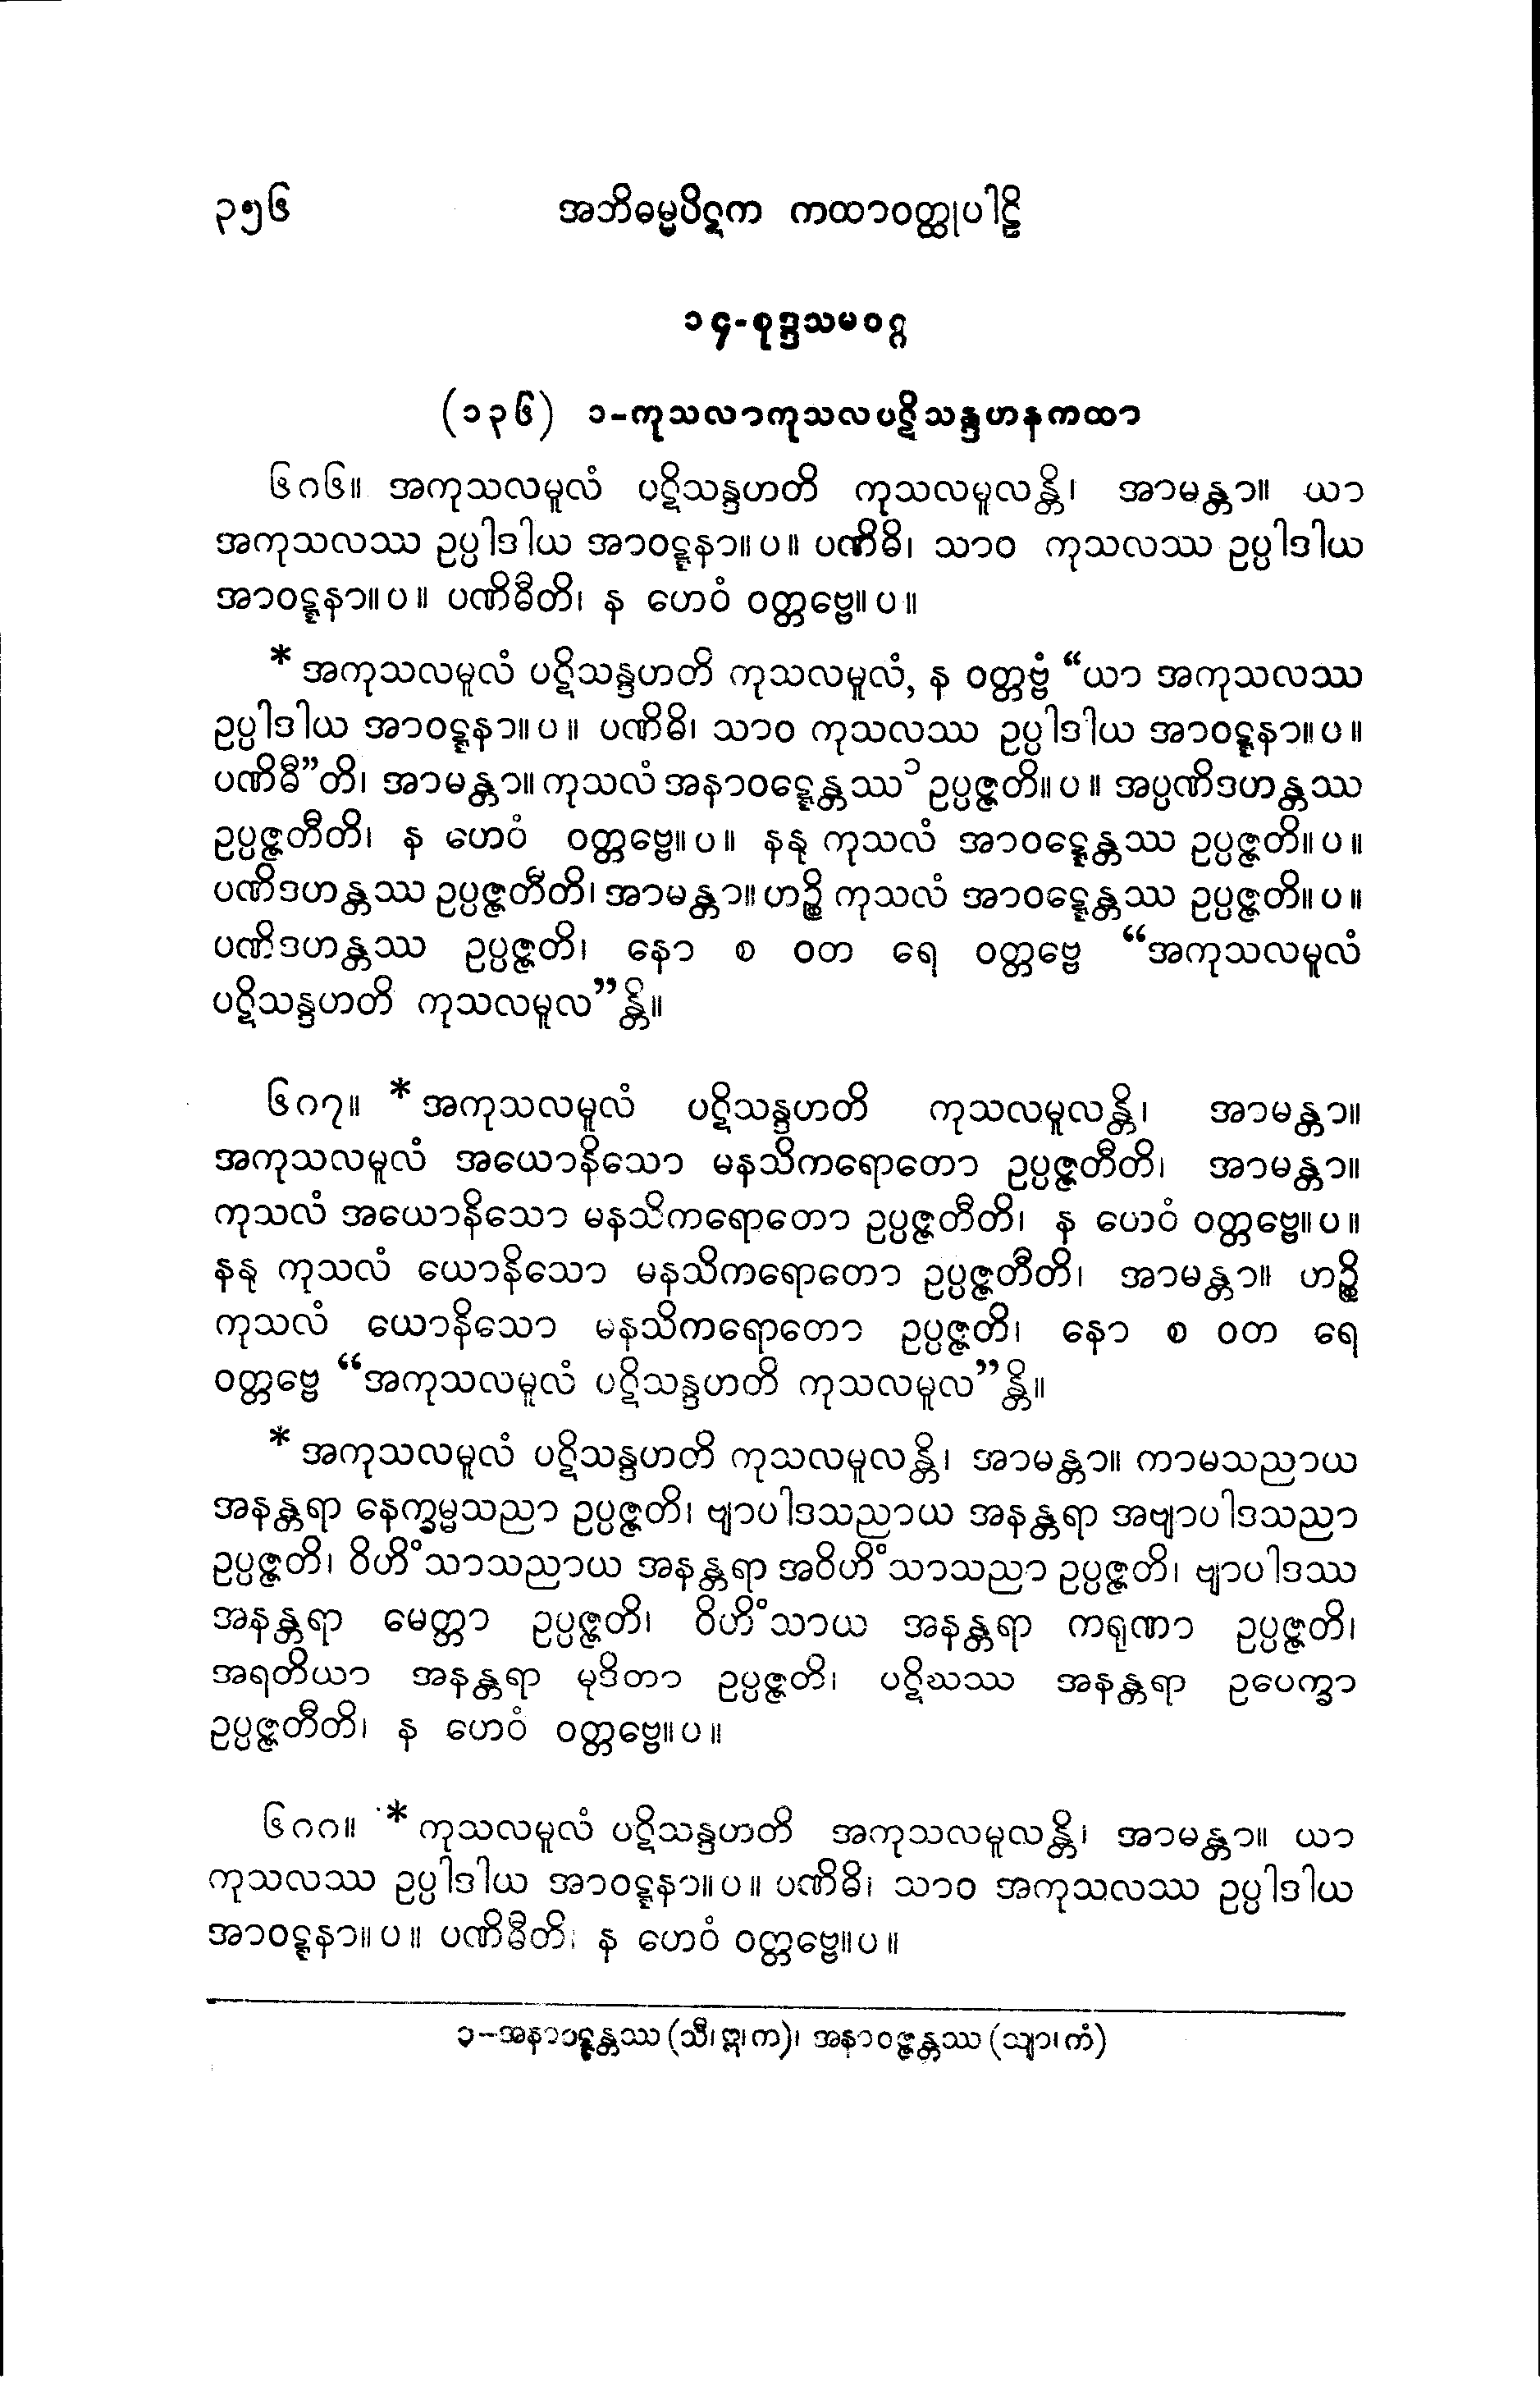 ၃၅၆ အဘိဓမ္မပိဋက ကထာဝတ္ထုပါဠိ
၁၄-စုဒ္ဒသမဝဂ္ဂ
(၁၃၆) ၁-ကုသလာကုသလပဋိသန္ဒဟနကထာ
၆၈၆။ အကုသလမူလံ ပဋိသန္ဒဟတိ ကုသလမူလန္တိ၊ အာမန္တာ။ ယာ
အကုသလဿ ဥပ္ပါဒါယ အာဝဋ္ဋနာ။ပ။ ပဏိဓိ၊ သာဝ ကုသလဿ ဥပ္ပါဒါယ
အာဝဋ္ဋနာ။ပ။ ပဏိဓီတိ၊ န ဟေဝံ ဝတ္တဗ္ဗေ။ပ။
* အကုသလမူလံ ပဋိသန္ဒဟတိ ကုသလမူလံ, န ဝတ္တဗ္ဗံ “ယာ အကုသလဿ
ဥပ္ပါဒါယ အာဝဋ္ဋနာ။ပ။ ပဏိဓိ၊ သာဝ ကုသလဿ ဥပ္ပါဒါယ အာဝဋ္ဋနာ။ပ။
ပဏိဓီ”တိ၊ အာမန္တာ။ ကုသလံ အနာဝဋ္ဋေန္တဿ ၁ ဥပ္ပဇ္ဇတိ။ပ။ အပ္ပဏိဒဟန္တဿ
ဥပ္ပဇ္ဇတီတိ၊ န ဟေဝံ ဝတ္တဗ္ဗေ။ပ။ နနု ကုသလံ အာဝဋ္ဋေန္တဿ ဥပ္ပဇ္ဇတိ။ပ။
ပဏိဒဟန္တဿ ဥပ္ပဇ္ဇတီတိ၊ အာမန္တာ။ ဟဉ္စိ ကုသလံ အာဝဋ္ဋေန္တဿ ဥပ္ပဇ္ဇတိ။ပ။
ပဏိဒဟန္တဿ ဥပ္ပဇ္ဇတိ၊ နော စ ဝတ ရေ ဝတ္တဗ္ဗေ “အကုသလမူလံ
ပဋိသန္ဒဟတိ ကုသလမူလ”န္တိ။
၆၈၇။ * အကုသလမူလံ ပဋိသန္ဒဟတိ ကုသလမူလန္တိ၊ အာမန္တာ။
အကုသလမူလံ အယောနိသော မနသိကရောတော ဥပ္ပဇ္ဇတီတိ၊ အာမန္တာ။
ကုသလံ အယောနိသော မနသိကရောတော ဥပ္ပဇ္ဇတီတိ၊ န ဟေဝံ ဝတ္တဗ္ဗေ။ပ။
နနု ကုသလံ ယောနိသော မနသိကရောတော ဥပ္ပဇ္ဇတီတိ၊ အာမန္တာ။ ဟဉ္စိ
ကုသလံ ယောနိသော မနသိကရောတော ဥပ္ပဇ္ဇတိ၊ နော စ ဝတ ရေ
ဝတ္တဗ္ဗေ “အကုသလမူလံ ပဋိသန္ဒဟတိ ကုသလမူလ”န္တိ။
* အကုသလမူလံ ပဋိသန္ဒဟတိ ကုသလမူလန္တိ၊ အာမန္တာ။ ကာမသညာယ
အနန္တရာ နေက္ခမ္မသညာ ဥပ္ပဇ္ဇတိ၊ ဗျာပါဒသညာယ အနန္တရာ အဗျာပါဒသညာ
ဥပ္ပဇ္ဇတိ၊ ဝိဟိံသာသညာယ အနန္တရာ အဝိဟိံသာသညာ ဥပ္ပဇ္ဇတိ၊ ဗျာပါဒဿ
အနန္တရာ မေတ္တာ ဥပ္ပဇ္ဇတိ၊ ဝိဟိံသာယ အနန္တရာ ကရုဏာ ဥပ္ပဇ္ဇတိ၊
အရတိယာ အနန္တရာ မုဒိတာ ဥပ္ပဇ္ဇတိ၊ ပဋိဃဿ အနန္တရာ ဥပေက္ခာ
ဥပ္ပဇ္ဇတီတိ၊ န ဟေဝံ ဝတ္တဗ္ဗေ။ပ။
၆၈၈။ * ကုသလမူလံ ပဋိသန္ဒဟတိ အကုသလမူလန္တိ၊ အာမန္တာ။ ယာ
ကုသလဿ ဥပ္ပါဒါယ အာဝဋ္ဋနာ။ပ။ ပဏိဓိ၊ သာဝ အကုသလဿ ဥပ္ပါဒါယ
အာဝဋ္ဋနာ။ပ။ ပဏိဓီတိ၊ န ဟေဝံ ဝတ္တဗ္ဗေ။ပ။
၁-အနာဝဋ္ဋန္တဿ (သီ၊ ဣ၊ က)၊ အနာဝဇ္ဇန္တဿ (သျာ၊ ကံ)